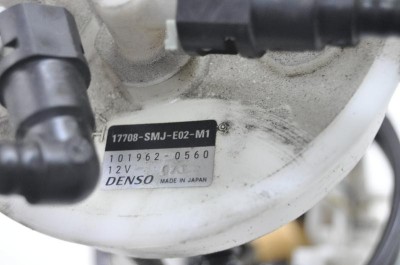 17708-SMJ-E02-M1
101962-0560
12V
DENSO MADE IN JAPAN